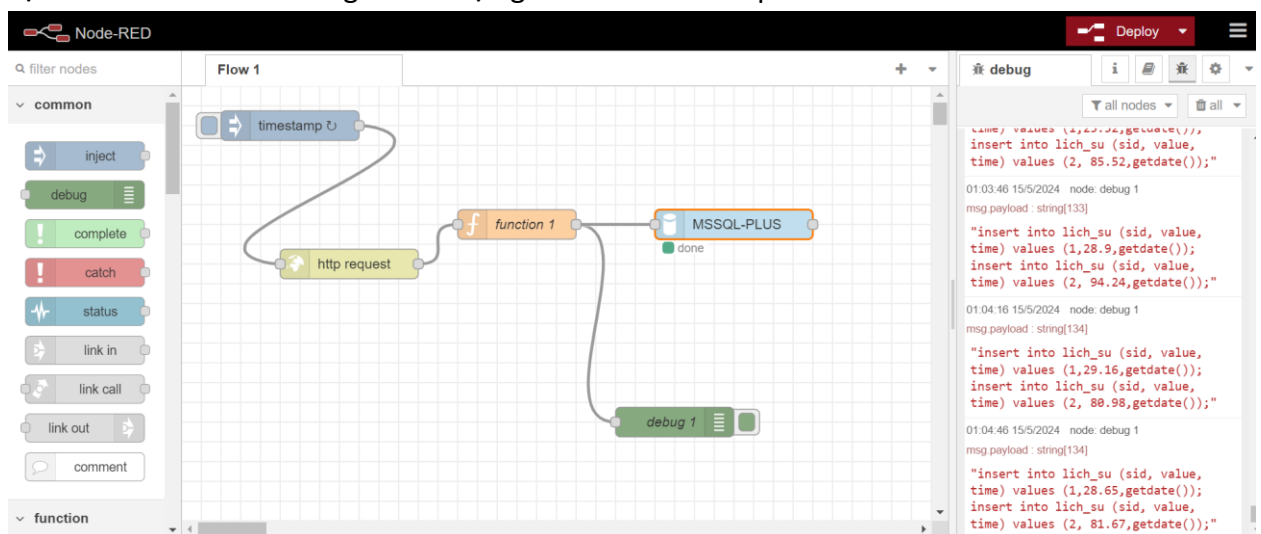 Node-RED
Deploy
filter nodes
Flow 1
debug
i
all nodes
all
common
inject
debug
complete
catch
status
link in
link call
link out
comment
function
timestamp ↻
http request
function 1
MSSQL-PLUS
done
debug 1
insert into lich_su (sid, value,
time) values (2, 85.52,getdate());"
01:03:46 15/5/2024 node: debug 1
msg.payload : string[133]
"insert into lich_su (sid, value,
time) values (1,28.9,getdate());
insert into lich_su (sid, value,
time) values (2, 94.24,getdate());"
01:04:16 15/5/2024 node: debug 1
msg.payload : string[134]
"insert into lich_su (sid, value,
time) values (1,29.16,getdate());
insert into lich_su (sid, value,
time) values (2, 80.98,getdate());"
01:04:46 15/5/2024 node: debug 1
msg.payload : string[134]
"insert into lich_su (sid, value,
time) values (1,28.65,getdate());
insert into lich_su (sid, value,
time) values (2, 81.67,getdate());"